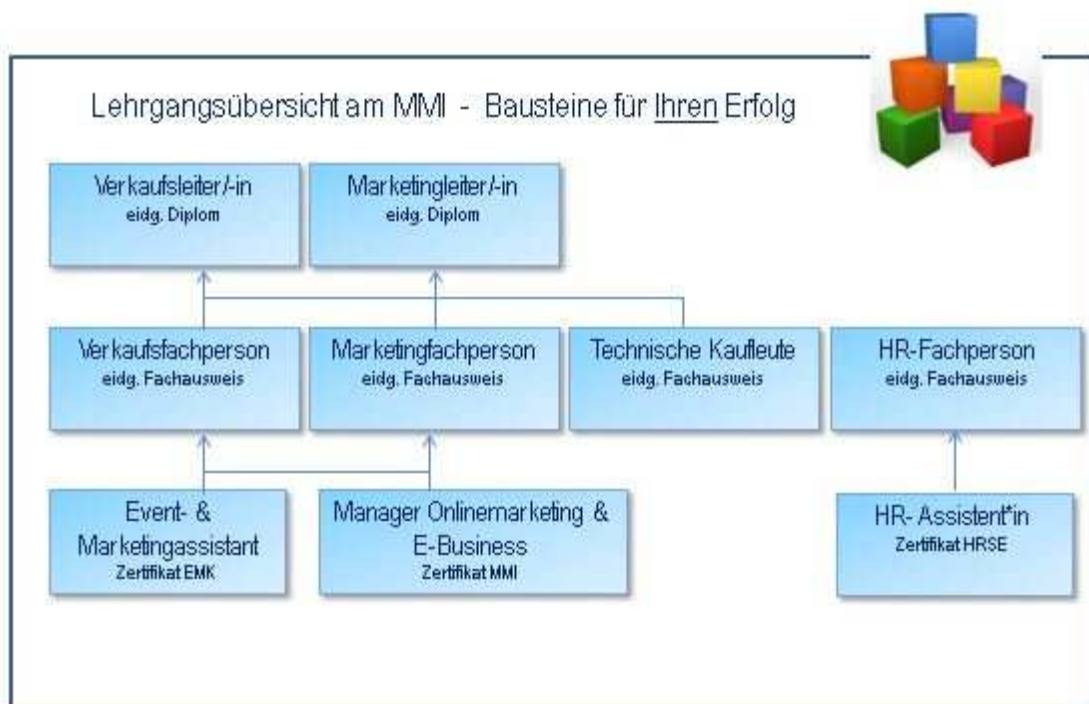 Lehrgangsübersicht am MMI - Bausteine für Ihren Erfolg
Verkaufsleiter/-in
eidg. Diplom
Marketingleiter/-in
eidg. Diplom
Verkaufsfachperson
eidg. Fachausweis
Marketingfachperson
eidg. Fachausweis
Technische Kaufleute
eidg. Fachausweis
HR-Fachperson
eidg. Fachausweis
Event- &
Marketingassistant
Zertifikat EMK
Manager Onlinemarketing &
E-Business
Zertifikat MMI
HR- Assistent*in
Zertifikat HRSE